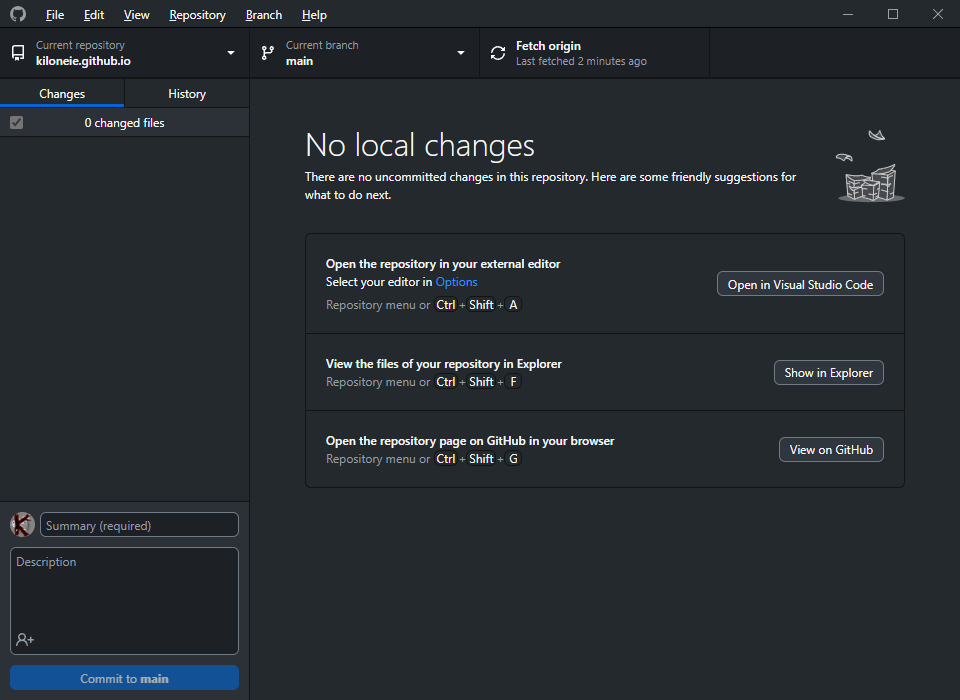 File Edit View Repository Branch Help
Current repository
kiloneie.github.io
Current branch
main
Fetch origin
Last fetched 2 minutes ago
Changes
History
0 changed files
No local changes
There are no uncommitted changes in this repository. Here are some friendly suggestions for
what to do next.
Open the repository in your external editor
Select your editor in Options
Repository menu or Ctrl + Shift + A
Open in Visual Studio Code
View the files of your repository in Explorer
Repository menu or Ctrl + Shift + F
Show in Explorer
Open the repository page on GitHub in your browser
Repository menu or Ctrl + Shift + G
View on GitHub
Summary (required)
Description
Commit to main